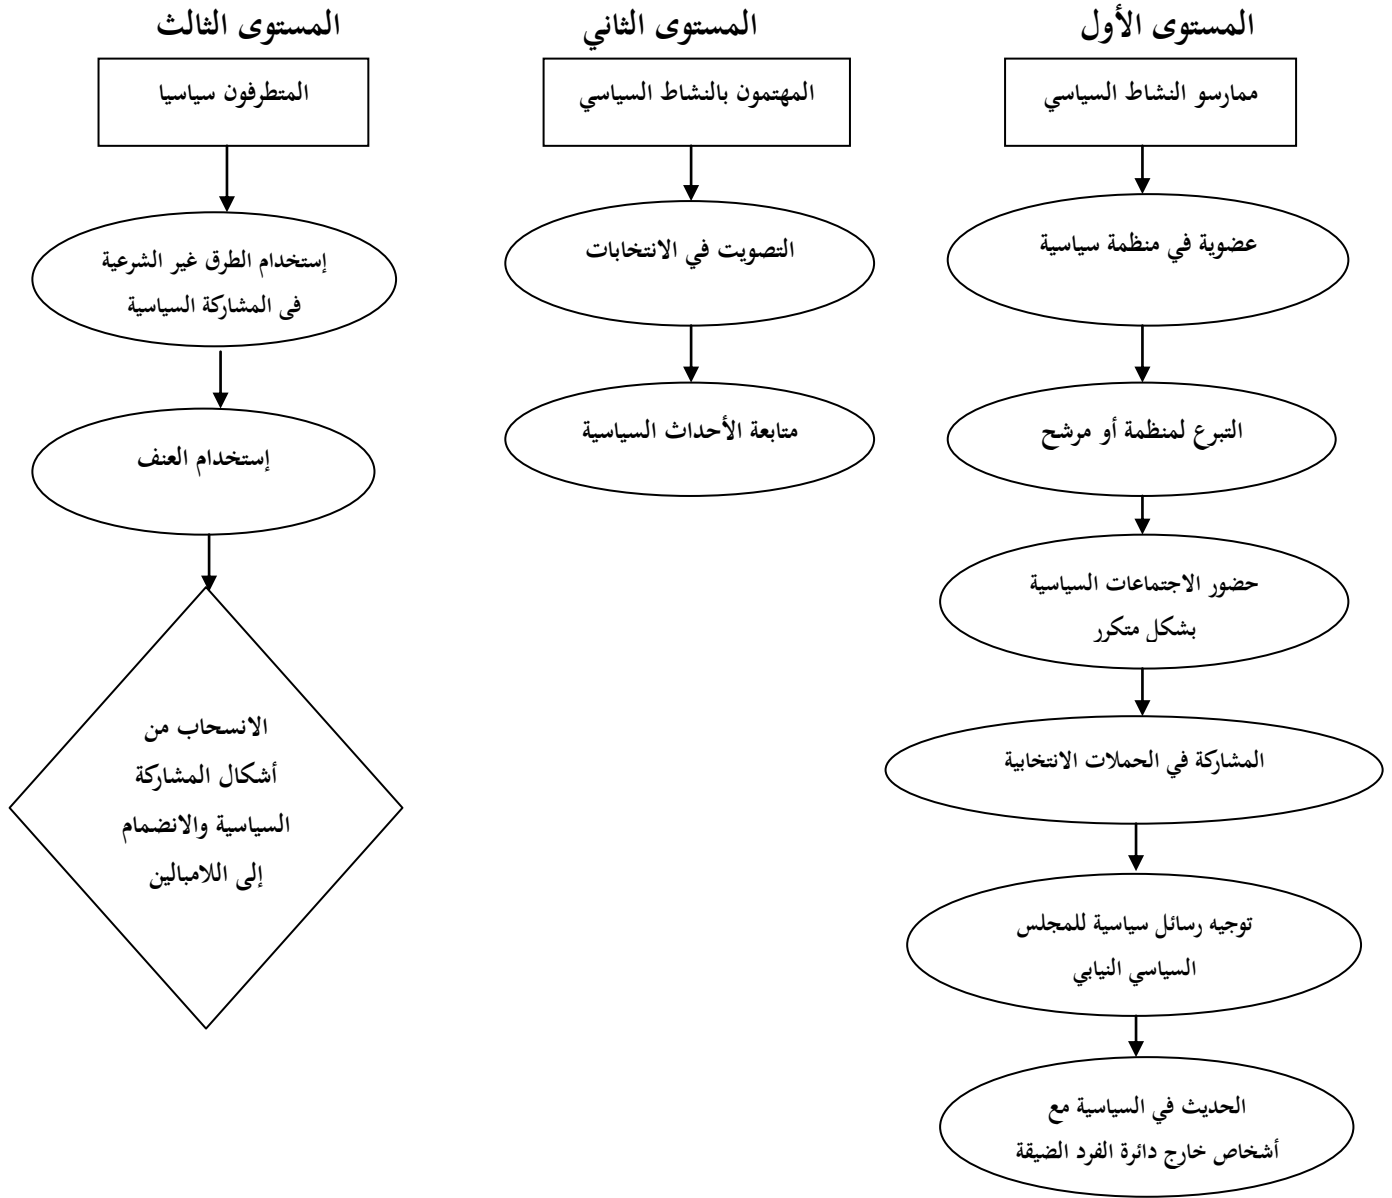 المستوى الأول
ممارسو النشاط السياسي
عضوية في منظمة سياسية
التبرع لمنظمة أو مرشح
حضور الاجتماعات السياسية
بشكل متكرر
المشاركة في الحملات الانتخابية
توجيه رسائل سياسية للمجلس
السياسي النيابي
الحديث في السياسية مع
أشخاص خارج دائرة الفرد الضيقة
المستوى الثاني
المهتمون بالنشاط السياسي
التصويت في الانتخابات
متابعة الأحداث السياسية
المستوى الثالث
المتطرفون سياسيا
إستخدام الطرق غير الشرعية
فى المشاركة السياسية
إستخدام العنف
الانسحاب من
أشكال المشاركة
السياسية والانضمام
إلى اللامبالين